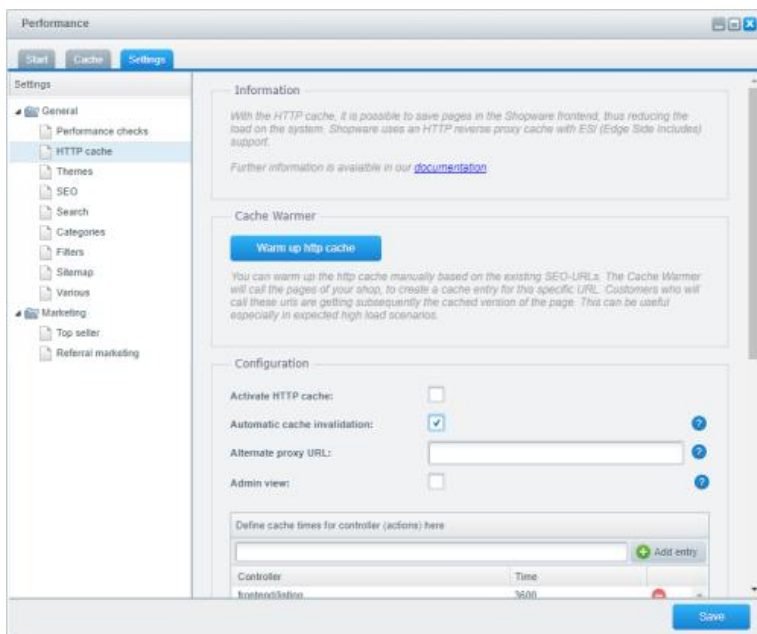 Performance
Start
Cache
Settings
Settings
General
Performance checks
HTTP cache
Themes
SEO
Search
Categories
Filters
Sitemap
Various
Marketing
Top seller
Referral marketing
Information
With the HTTP cache, it is possible to save pages in the Shopware frontend, thus reducing the
load on the system. Shopware uses an HTTP reverse proxy cache with ESI (Edge Side Includes)
support.
Further information is available in our documentation
Cache Warmer
Warm up http cache
You can warm up the http cache manually based on the existing SEO-URLs. The Cache Warmer
will call the pages of your shop, to create a cache entry for this specific URL. Customers who will
call these urls are getting subsequently the cached version of the page. This can be useful
especially in expected high load scenarios.
Configuration
Activate HTTP cache:
Automatic cache invalidation:
Alternate proxy URL:
Admin view:
Define cache times for controller (actions) here
Add entry
Controller Time
frontend/listing 3600
Save